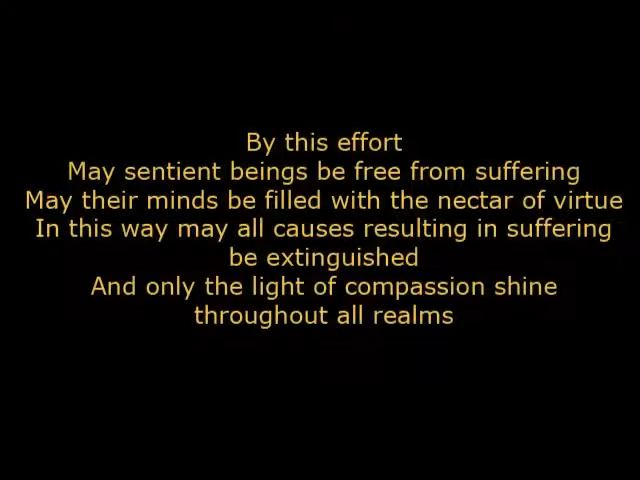 By this effort
May sentient beings be free from suffering
May their minds be filled with the nectar of virtue
In this way may all causes resulting in suffering
be extinguished
And only the light of compassion shine
throughout all realms